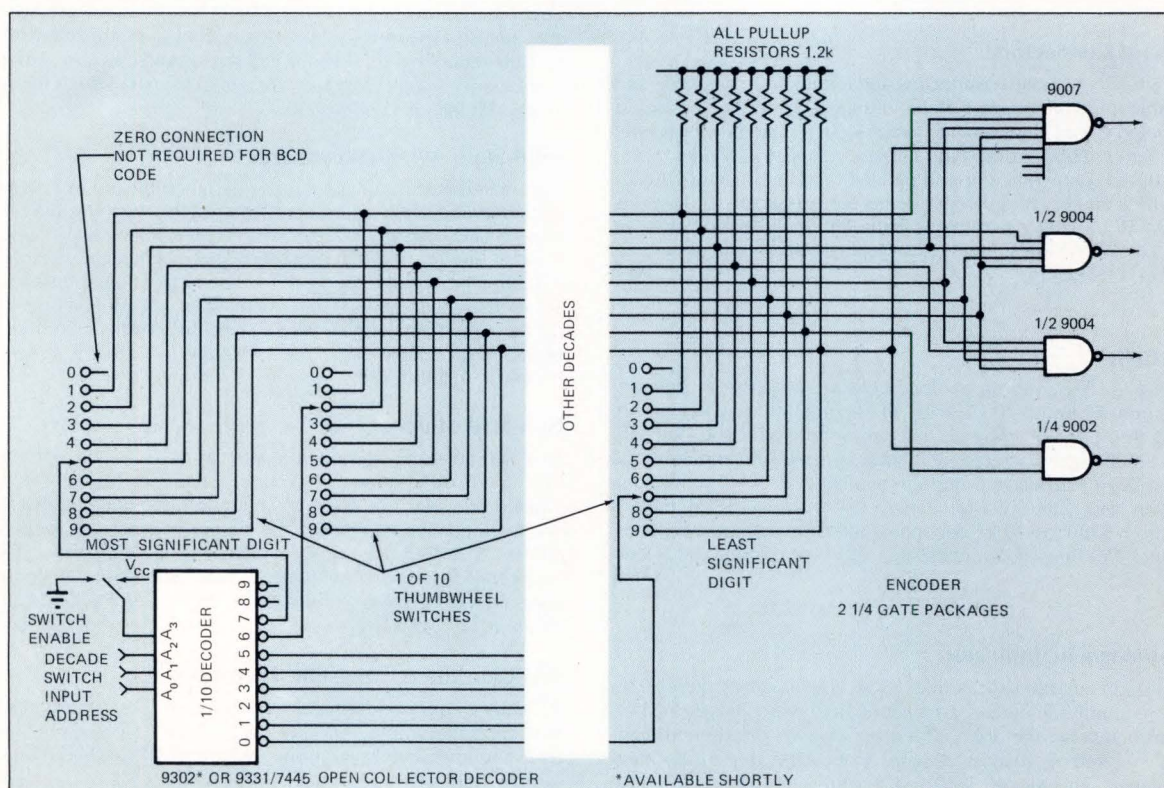 ALL PULLUP
RESISTORS 1.2k
9007
ZERO CONNECTION
NOT REQUIRED FOR BCD
CODE
1/2 9004
1/2 9004
1/4 9002
OTHER DECADES
0
1
2
3
4
6
7
8
9
MOST SIGNIFICANT DIGIT
0
1
3
4
5
6
7
8
9
0
1
2
3
4
5
6
8
9
LEAST
SIGNIFICANT
DIGIT
1 OF 10
THUMBWHEEL
SWITCHES
ENCODER
2 1/4 GATE PACKAGES
VCC
SWITCH
ENABLE
DECADE
SWITCH
INPUT
ADDRESS
A0 A1 A2 A3
1/10 DECODER
0 1 2 3 4 5 6 7 8 9
9302* OR 9331/7445 OPEN COLLECTOR DECODER
*AVAILABLE SHORTLY